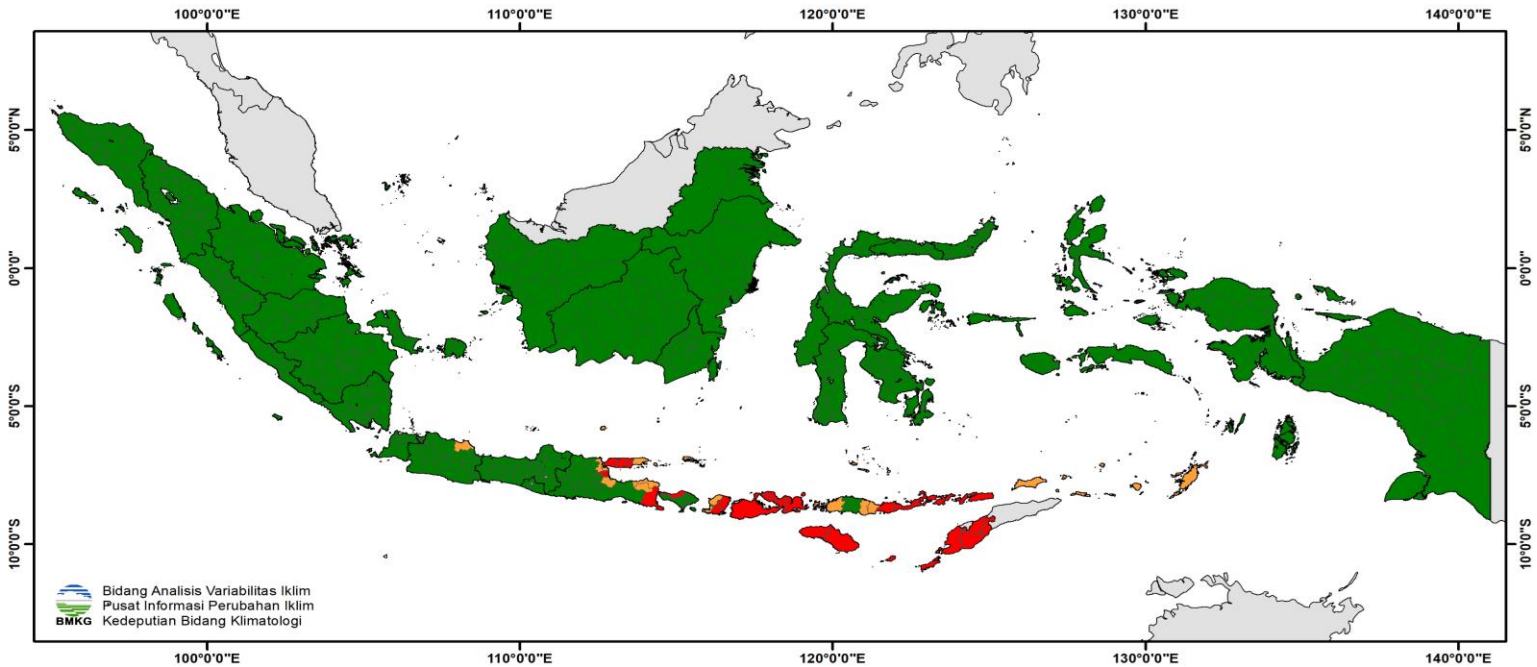 100°0'0"E 110°0'0"E 120°0'0"E 130°0'0"E 140°0'0"E
5°0'0"N 5°0'0"N
0°0'0" 0°0'0"
5°0'0"S 5°0'0"S
10°0'0"S 10°0'0"S
Bidang Analisis Variabilitas Iklim
Pusat Informasi Perubahan Iklim
BMKG Kedeputian Bidang Klimatologi
100°0'0"E 110°0'0"E 120°0'0"E 130°0'0"E 140°0'0"E